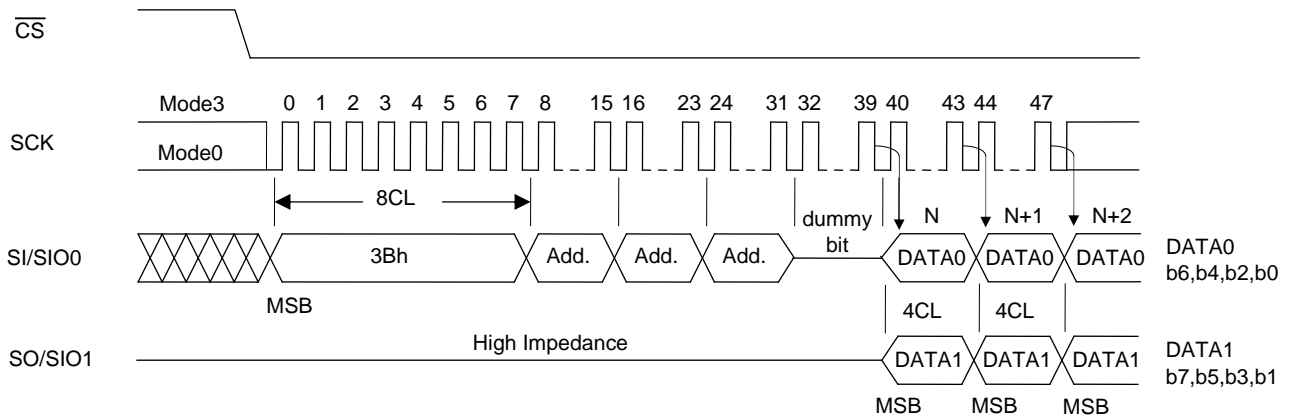 CS
Mode3 0 1 2 3 4 5 6 7 8 15 16 23 24 31 32 39 40 43 44 47
SCK
Mode0
8CL
dummy
bit
N N+1 N+2
SI/SIO0 3Bh Add. Add. Add. DATA0 DATA0 DATA0
DATA0
b6,b4,b2,b0
MSB
4CL 4CL
High Impedance
SO/SIO1 DATA1 DATA1 DATA1
DATA1
b7,b5,b3,b1
MSB MSB MSB